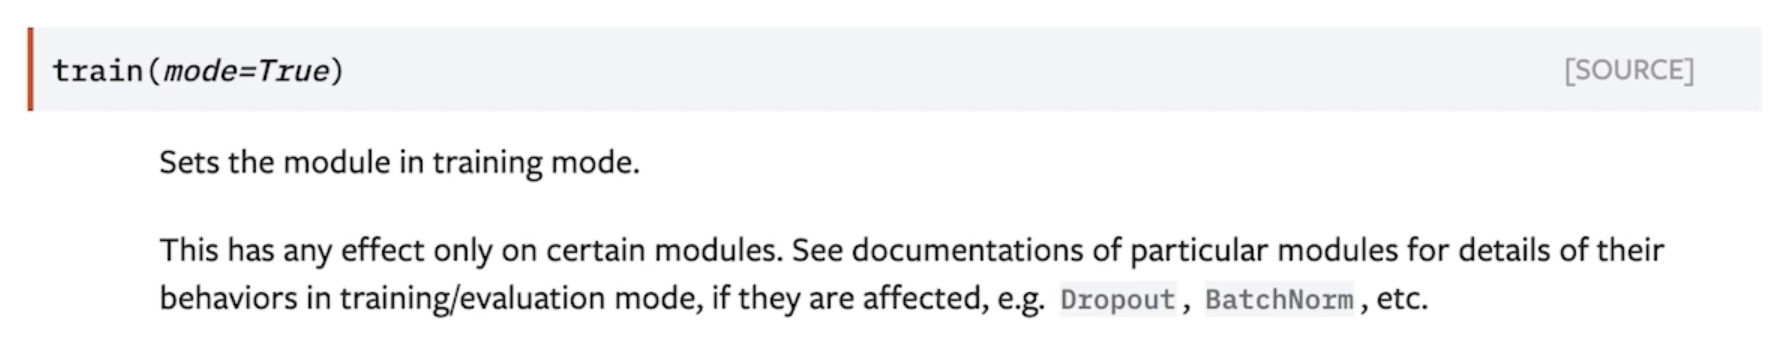 train(mode=True)
[SOURCE]
Sets the module in training mode.
This has any effect only on certain modules. See documentations of particular modules for details of their
behaviors in training/evaluation mode, if they are affected, e.g. Dropout, BatchNorm, etc.